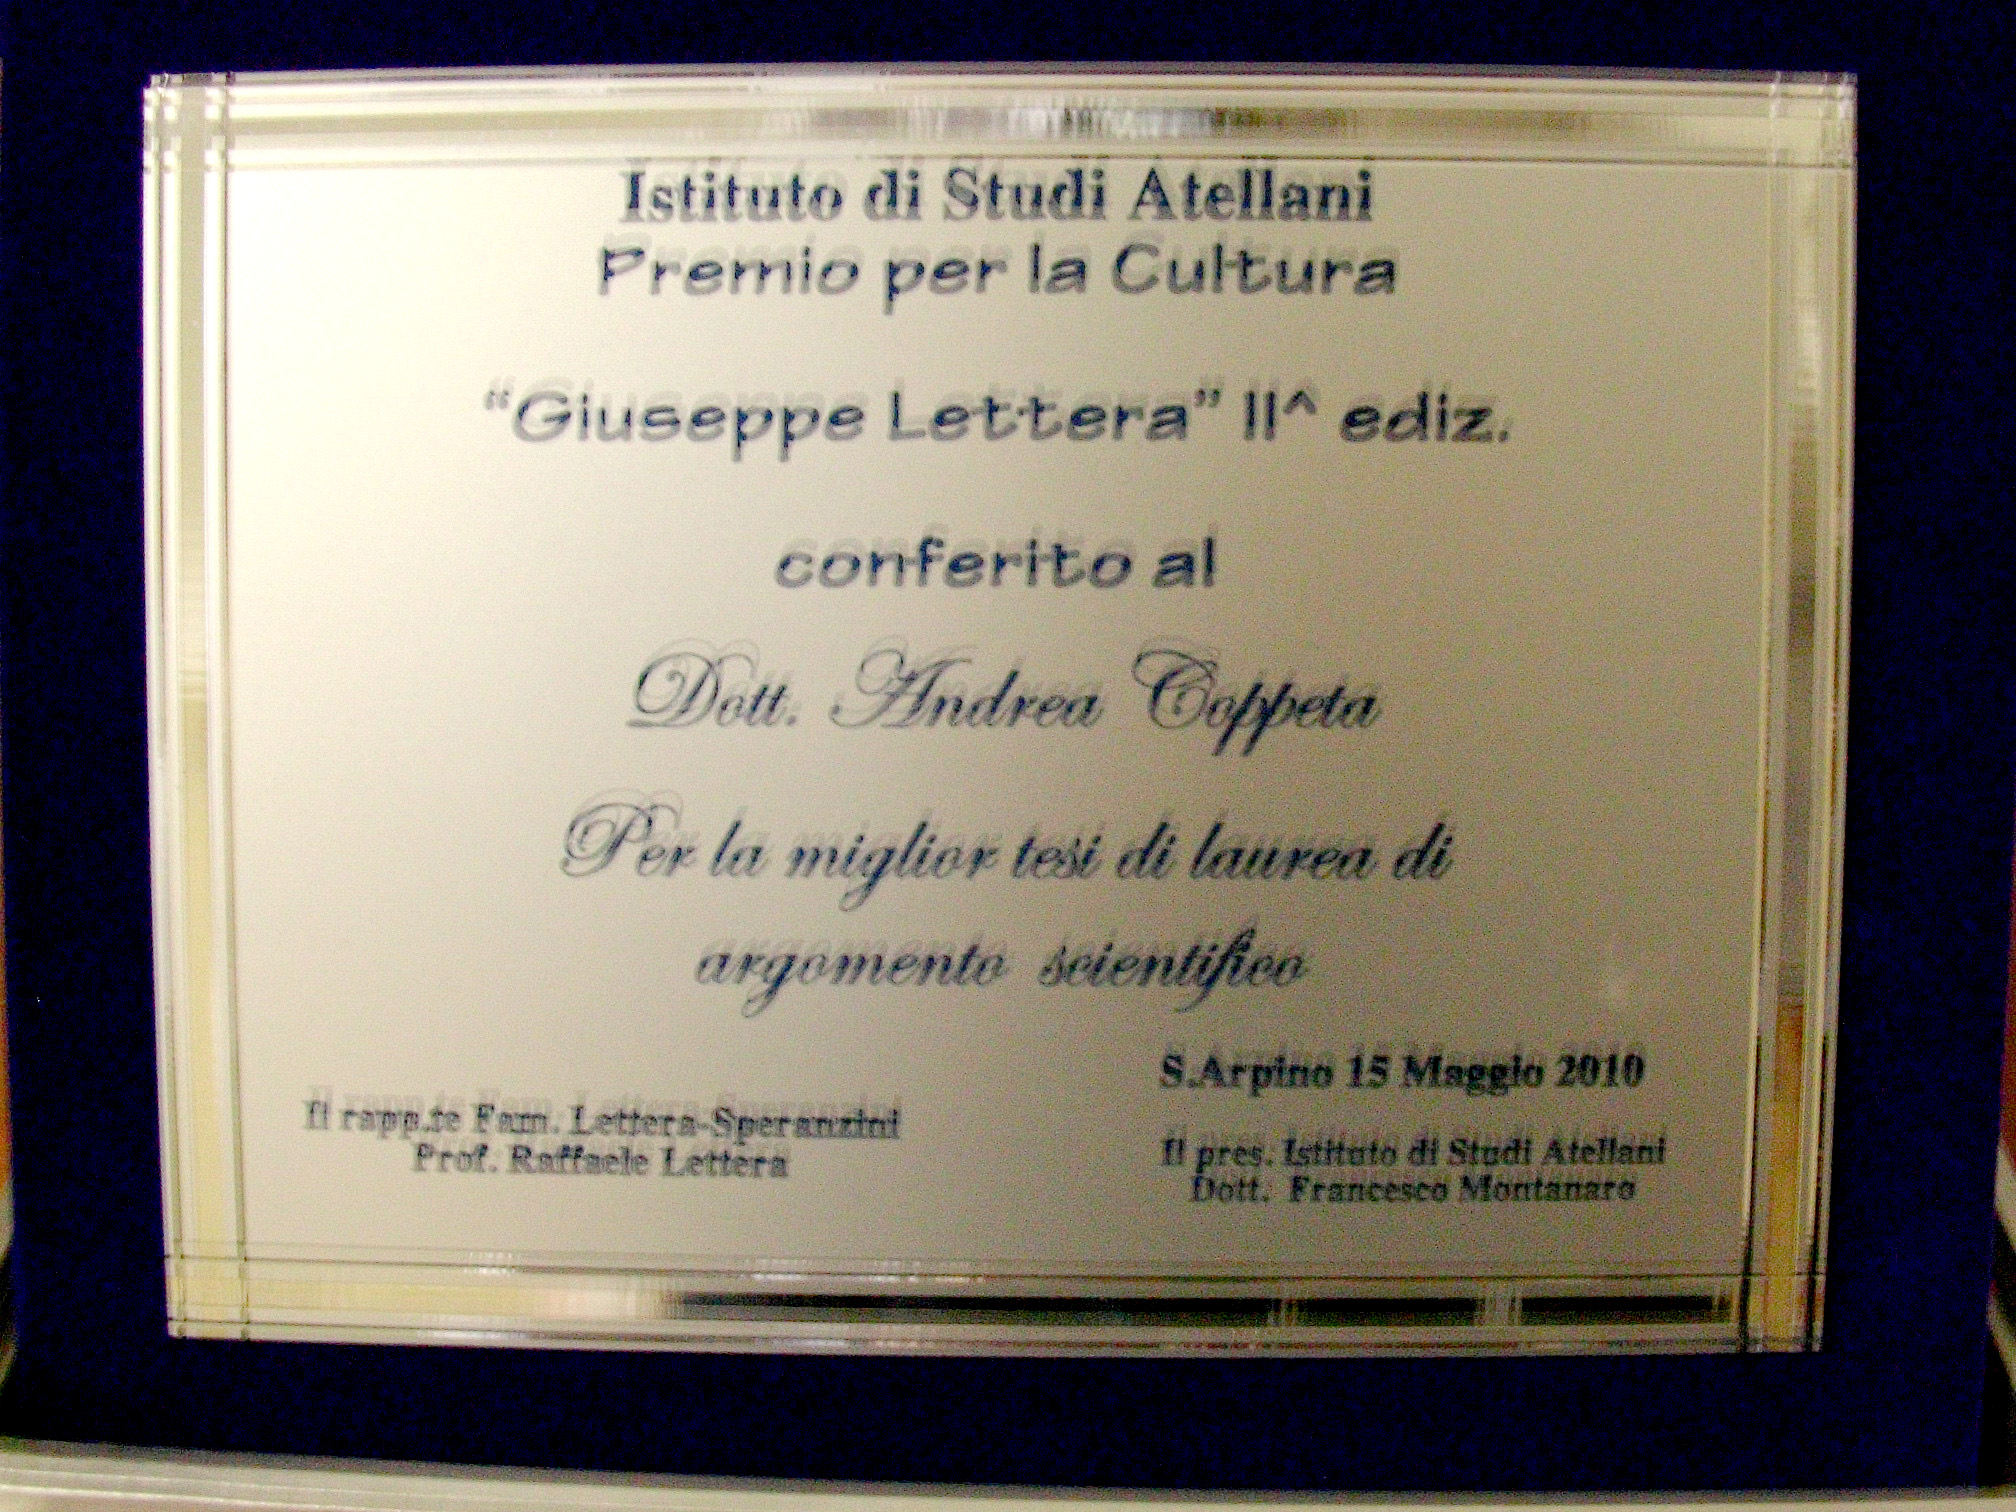 Istituto di Studi Atellani
Premio per la Cultura
“Giuseppe Lettera” II^ ediz.
conferito al
Dott. Andrea Coppeta
Per la miglior tesi di laurea di
argomento scientifico
S.Arpino 15 Maggio 2010
Il rapp.te Fam. Lettera-Speranzini
Prof. Raffaele Lettera
Il pres. Istituto di Studi Atellani
Dott. Francesco Montanaro